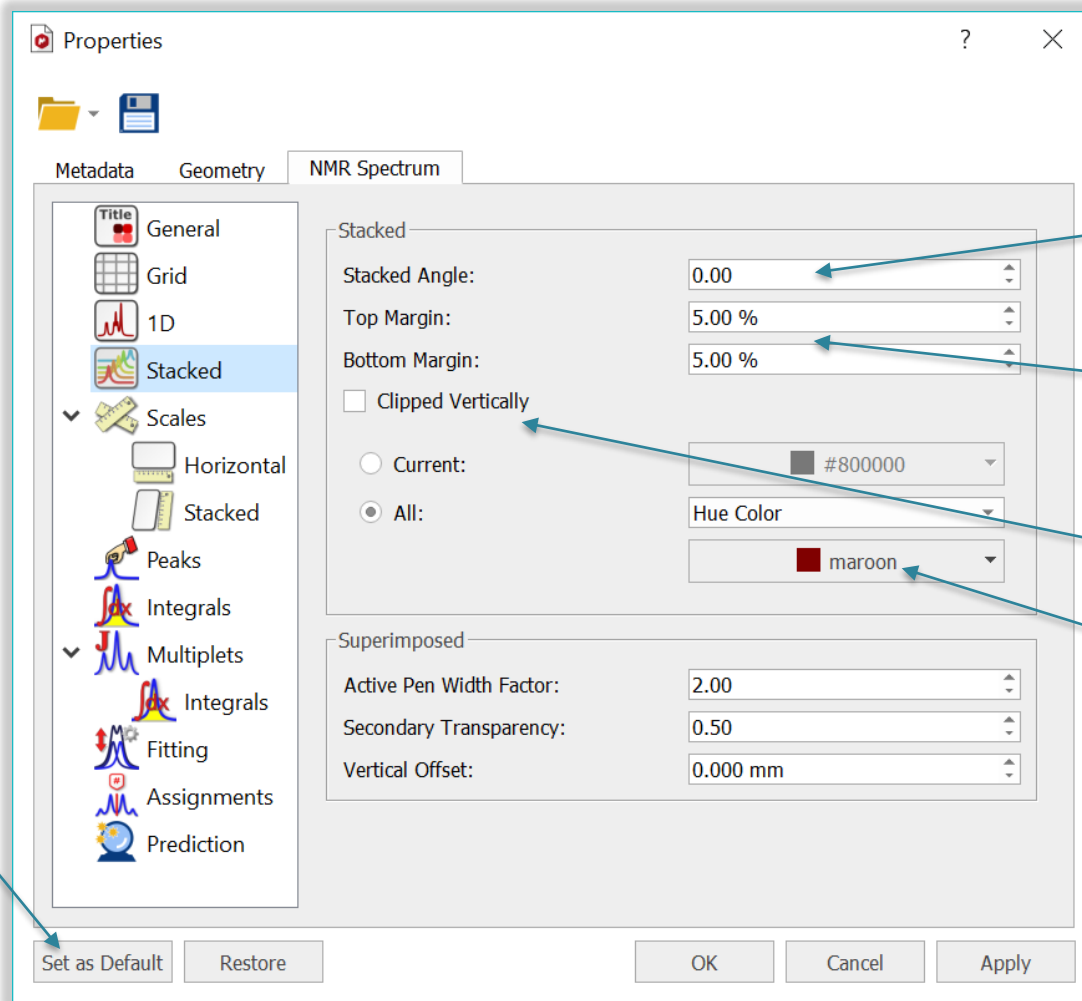 Properties ?
Metadata Geometry NMR Spectrum
Title
General
Grid
1D
Stacked
Scales
Horizontal
Stacked
Peaks
Integrals
J
Multiplets
Integrals
Fitting
Assignments
Prediction
Stacked
Stacked Angle: 0.00
Top Margin: 5.00 %
Bottom Margin: 5.00 %
Clipped Vertically
Current: #800000
All: Hue Color
maroon
Superimposed
Active Pen Width Factor: 2.00
Secondary Transparency: 0.50
Vertical Offset: 0.000 mm
Set as Default Restore OK Cancel Apply